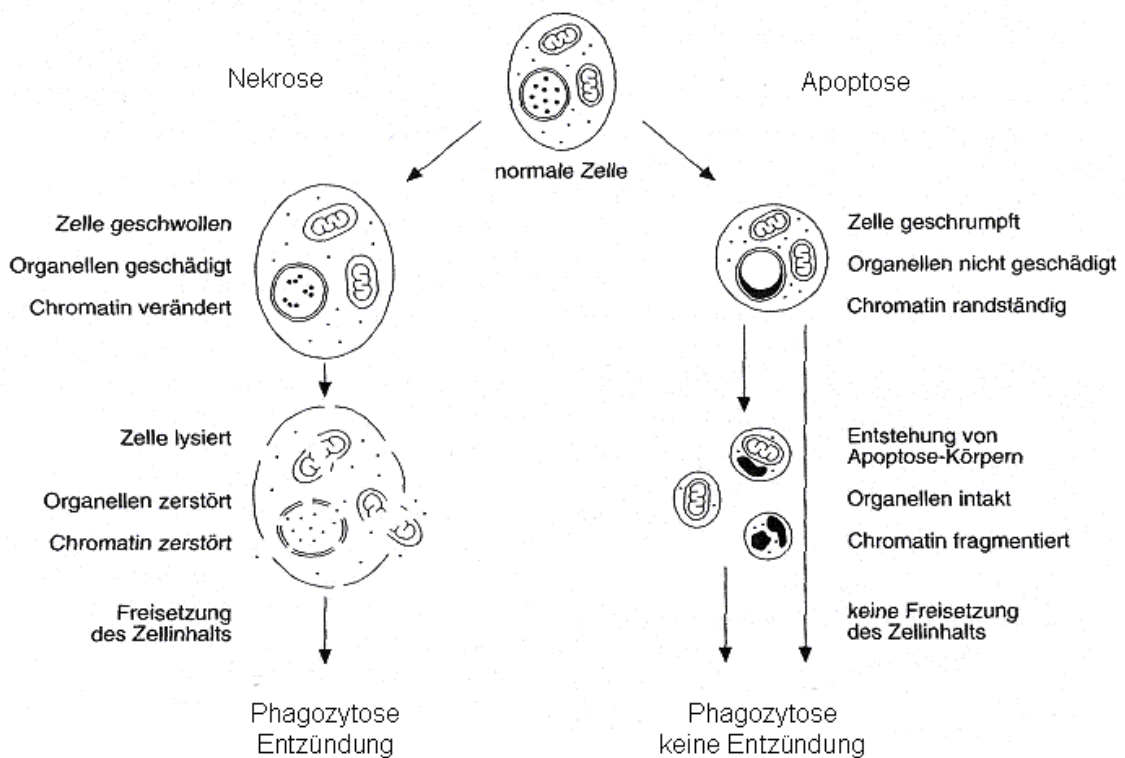 Nekrose
Apoptose
normale Zelle
Zelle geschwollen
Organellen geschädigt
Chromatin verändert
Zelle geschrumpft
Organellen nicht geschädigt
Chromatin randständig
Zelle lysiert
Organellen zerstört
Chromatin zerstört
Entstehung von
Apoptose-Körpern
Organellen intakt
Chromatin fragmentiert
Freisetzung
des Zellinhalts
keine Freisetzung
des Zellinhalts
Phagozytose
Entzündung
Phagozytose
keine Entzündung